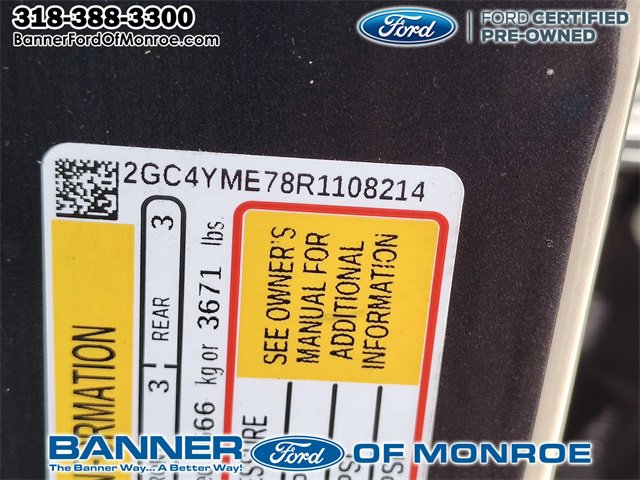 318-388-3300
BannerFordOfMonroe.com
Ford
FORD CERTIFIED
PRE-OWNED
2GC4YME78R1108214
3 REAR 3
66 kg or 3671 lbs.
SEE OWNER'S
MANUAL FOR
ADDITIONAL
INFORMATION
BANNER Ford OF MONROE
The Banner Way... A Better Way!